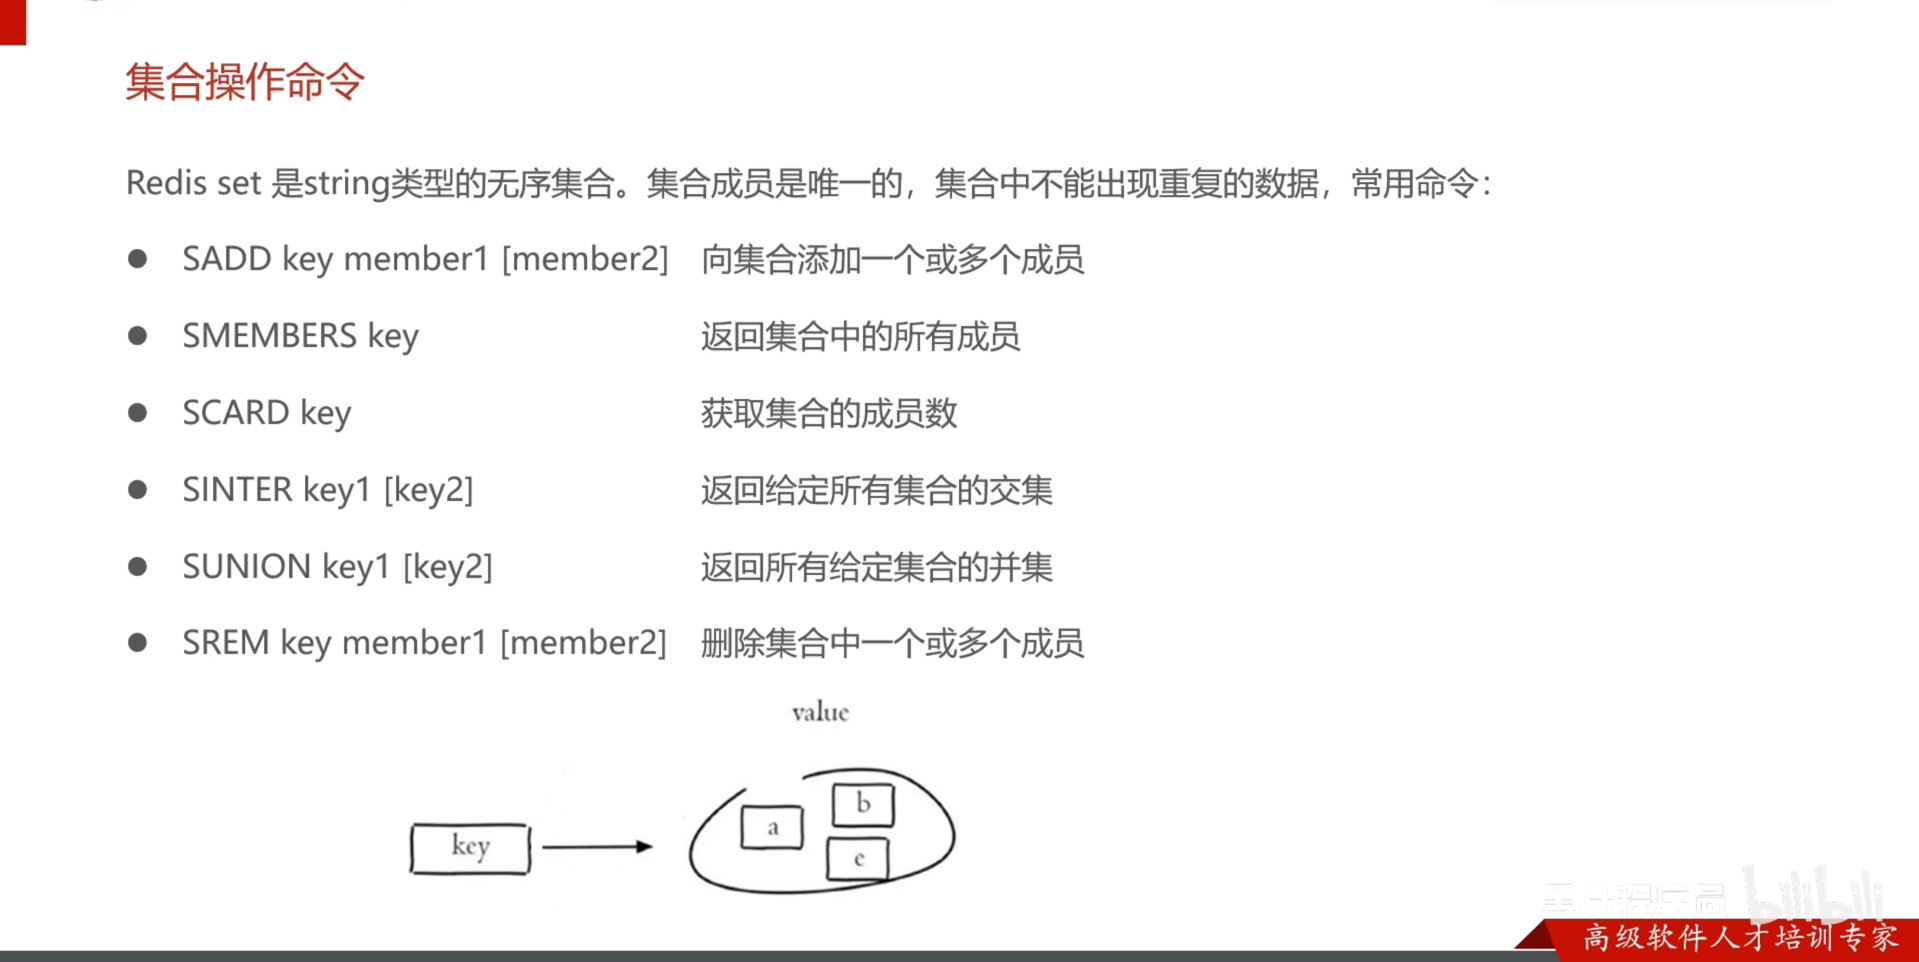 集合操作命令
Redis set 是string类型的无序集合。集合成员是唯一的，集合中不能出现重复的数据，常用命令：
● SADD key member1 [member2] 向集合添加一个或多个成员
● SMEMBERS key 返回集合中的所有成员
● SCARD key 获取集合的成员数
● SINTER key1 [key2] 返回给定所有集合的交集
● SUNION key1 [key2] 返回所有给定集合的并集
● SREM key member1 [member2] 删除集合中一个或多个成员
value
b
a
key
e
黑马程序员 bilibili
高级软件人才培训专家